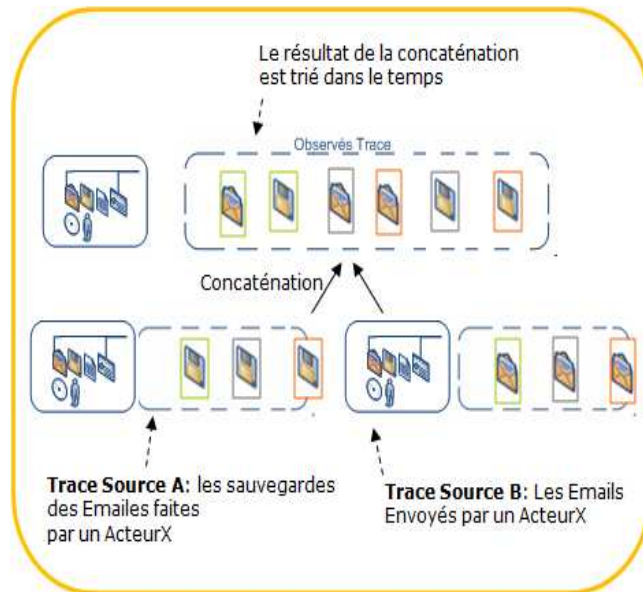 Le résultat de la concaténation
est trié dans le temps
Observés Trace
Concaténation
Trace Source A: les sauvegardes
des Emailes faites
par un ActeurX
Trace Source B: Les Emails
Envoyés par un ActeurX